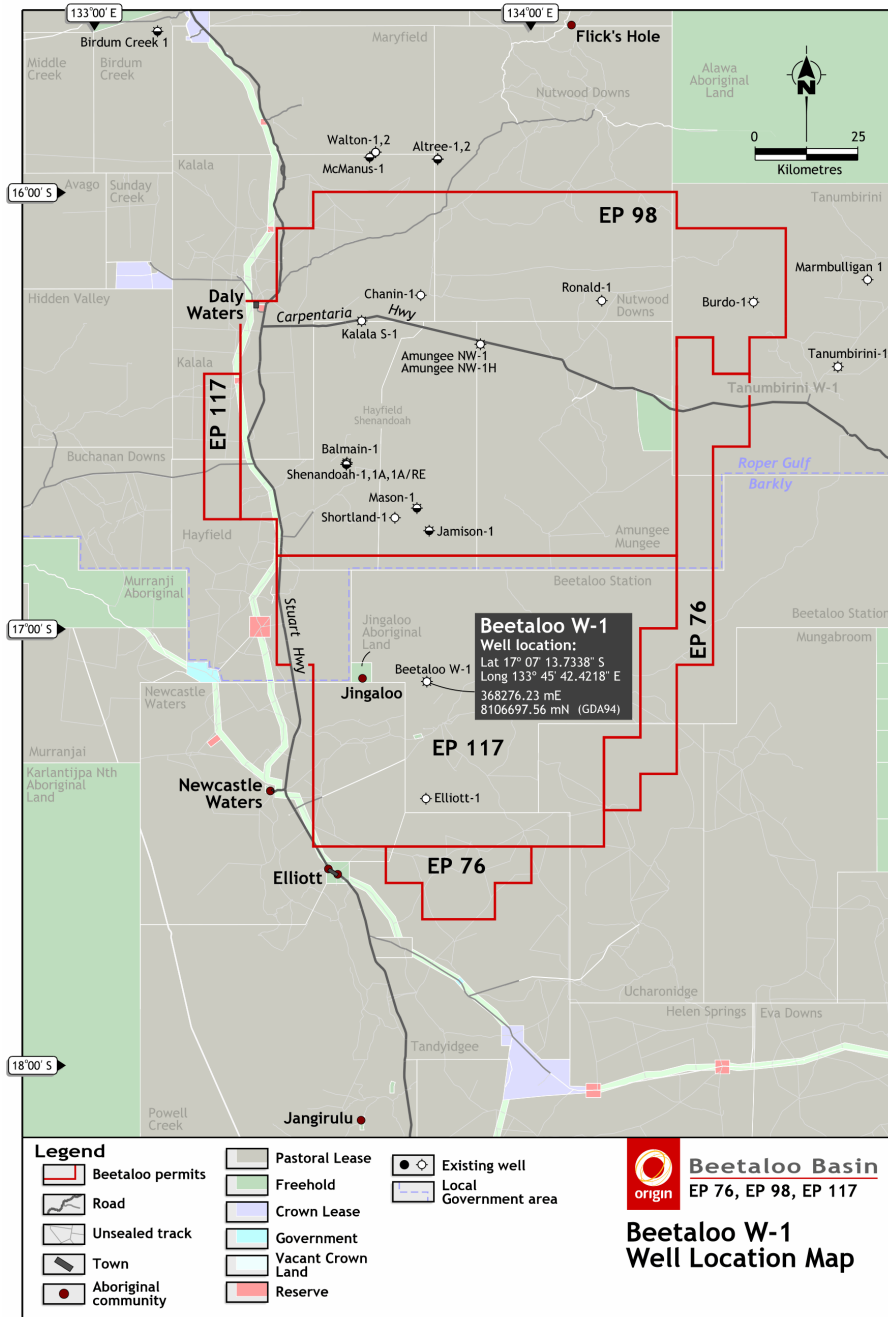 133°00' E
134°00' E
Birdum Creek 1
Flick's Hole
Maryfield
Middle
Creek
Birdum
Creek
Alawa
Aboriginal
Land
N
Nutwood Downs
0
25
Kilometres
Walton-1,2
McManus-1
Altree-1,2
Kalala
16°00' S
Avago
Sunday
Creek
Tanumbirini
EP 98
Marmbulligan 1
Hidden Valley
Daly
Waters
Chanin-1
Ronald-1
Nutwood
Downs
Burdo-1
Carpentaria
Hwy
Kalala S-1
Amungee NW-1
Amungee NW-1H
Tanumbirini-1
Kalala
Tanumbirini W-1
EP 117
Hayfield
Shenandoah
Balmain-1
Buchanan Downs
Shenandoah-1,1A,1A/RE
Roper Gulf
Barkly
Mason-1
Shortland-1
Jamison-1
Hayfield
Amungee
Mungee
Murranji
Aboriginal
Beetaloo Station
Stuart Hwy
EP 76
Beetaloo Station
Mungabroom
17°00' S
Jingaloo
Aboriginal
Land
Beetaloo W-1
Well location:
Lat 17° 07' 13.7338" S
Long 133° 45' 42.4218" E
368276.23 mE
8106697.56 mN (GDA94)
Beetaloo W-1
Jingaloo
Newcastle
Waters
EP 117
Murranjai
Karlantijpa Nth
Aboriginal
Land
Newcastle
Waters
Elliott-1
Elliott
EP 76
Ucharonidge
Helen Springs
Eva Downs
Tandyidgee
18°00' S
Powell
Creek
Jangirulu
Legend
Beetaloo permits
Road
Unsealed track
Town
Aboriginal
community
Pastoral Lease
Freehold
Crown Lease
Government
Vacant Crown
Land
Reserve
Existing well
Local
Government area
origin
Beetaloo Basin
EP 76, EP 98, EP 117
Beetaloo W-1
Well Location Map